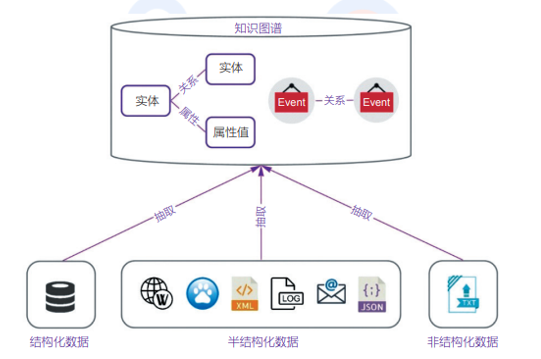 知识图谱
实体
关系
实体
属性
属性值
Event
关系
Event
抽取
抽取
抽取
W
XML
LOG
@
{;}
JSON
TXT
结构化数据
半结构化数据
非结构化数据